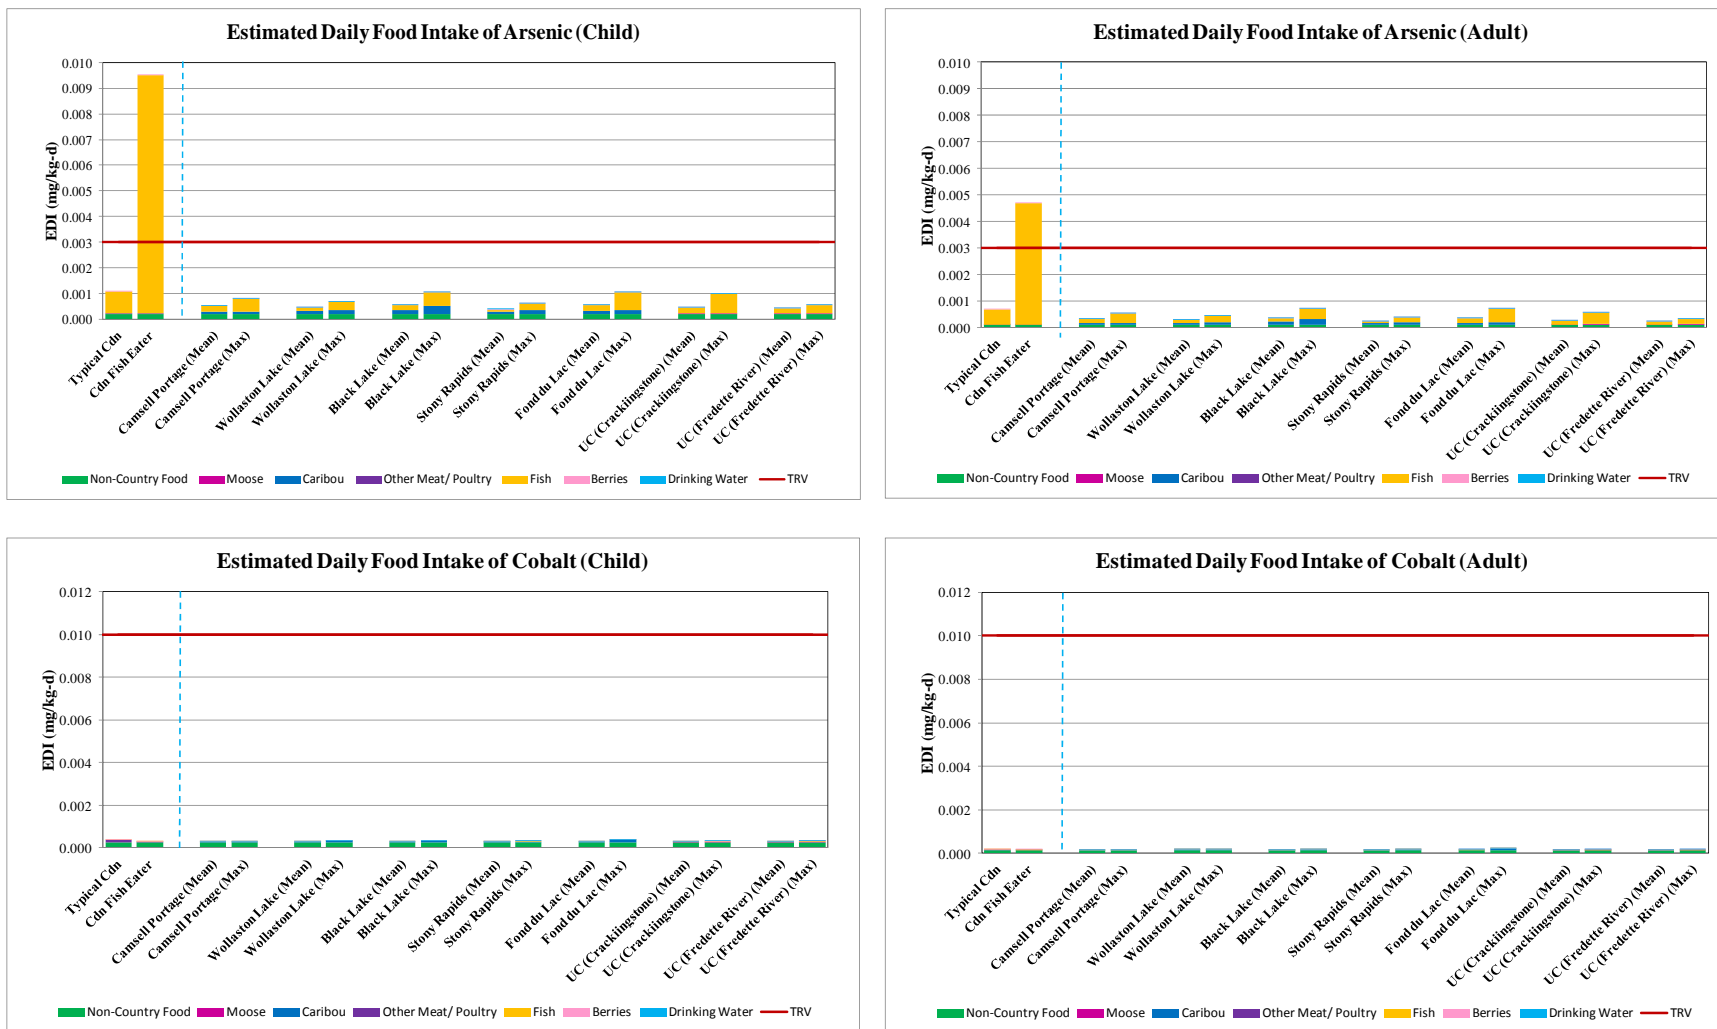 Estimated Daily Food Intake of Arsenic (Child)
EDI (mg/kg-d)
0.010
0.009
0.008
0.007
0.006
0.005
0.004
0.003
0.002
0.001
0.000
Typical Cdn
Cdn Fish Eater
Camsell Portage (Mean)
Camsell Portage (Max)
Wollaston Lake (Mean)
Wollaston Lake (Max)
Black Lake (Mean)
Black Lake (Max)
Stony Rapids (Mean)
Stony Rapids (Max)
Fond du Lac (Mean)
Fond du Lac (Max)
UC (Crackiingstone) (Mean)
UC (Crackiingstone) (Max)
UC (Fredette River) (Mean)
UC (Fredette River) (Max)
Non-Country Food Moose Caribou Other Meat/ Poultry Fish Berries Drinking Water TRV
Estimated Daily Food Intake of Arsenic (Adult)
EDI (mg/kg-d)
0.010
0.009
0.008
0.007
0.006
0.005
0.004
0.003
0.002
0.001
0.000
Typical Cdn
Cdn Fish Eater
Camsell Portage (Mean)
Camsell Portage (Max)
Wollaston Lake (Mean)
Wollaston Lake (Max)
Black Lake (Mean)
Black Lake (Max)
Stony Rapids (Mean)
Stony Rapids (Max)
Fond du Lac (Mean)
Fond du Lac (Max)
UC (Crackiingstone) (Mean)
UC (Crackiingstone) (Max)
UC (Fredette River) (Mean)
UC (Fredette River) (Max)
Non-Country Food Moose Caribou Other Meat/ Poultry Fish Berries Drinking Water TRV
Estimated Daily Food Intake of Cobalt (Child)
EDI (mg/kg-d)
0.012
0.010
0.008
0.006
0.004
0.002
0.000
Typical Cdn
Cdn Fish Eater
Camsell Portage (Mean)
Camsell Portage (Max)
Wollaston Lake (Mean)
Wollaston Lake (Max)
Black Lake (Mean)
Black Lake (Max)
Stony Rapids (Mean)
Stony Rapids (Max)
Fond du Lac (Mean)
Fond du Lac (Max)
UC (Crackiingstone) (Mean)
UC (Crackiingstone) (Max)
UC (Fredette River) (Mean)
UC (Fredette River) (Max)
Non-Country Food Moose Caribou Other Meat/ Poultry Fish Berries Drinking Water TRV
Estimated Daily Food Intake of Cobalt (Adult)
EDI (mg/kg-d)
0.012
0.010
0.008
0.006
0.004
0.002
0.000
Typical Cdn
Cdn Fish Eater
Camsell Portage (Mean)
Camsell Portage (Max)
Wollaston Lake (Mean)
Wollaston Lake (Max)
Black Lake (Mean)
Black Lake (Max)
Stony Rapids (Mean)
Stony Rapids (Max)
Fond du Lac (Mean)
Fond du Lac (Max)
UC (Crackiingstone) (Mean)
UC (Crackiingstone) (Max)
UC (Fredette River) (Mean)
UC (Fredette River) (Max)
Non-Country Food Moose Caribou Other Meat/ Poultry Fish Berries Drinking Water TRV